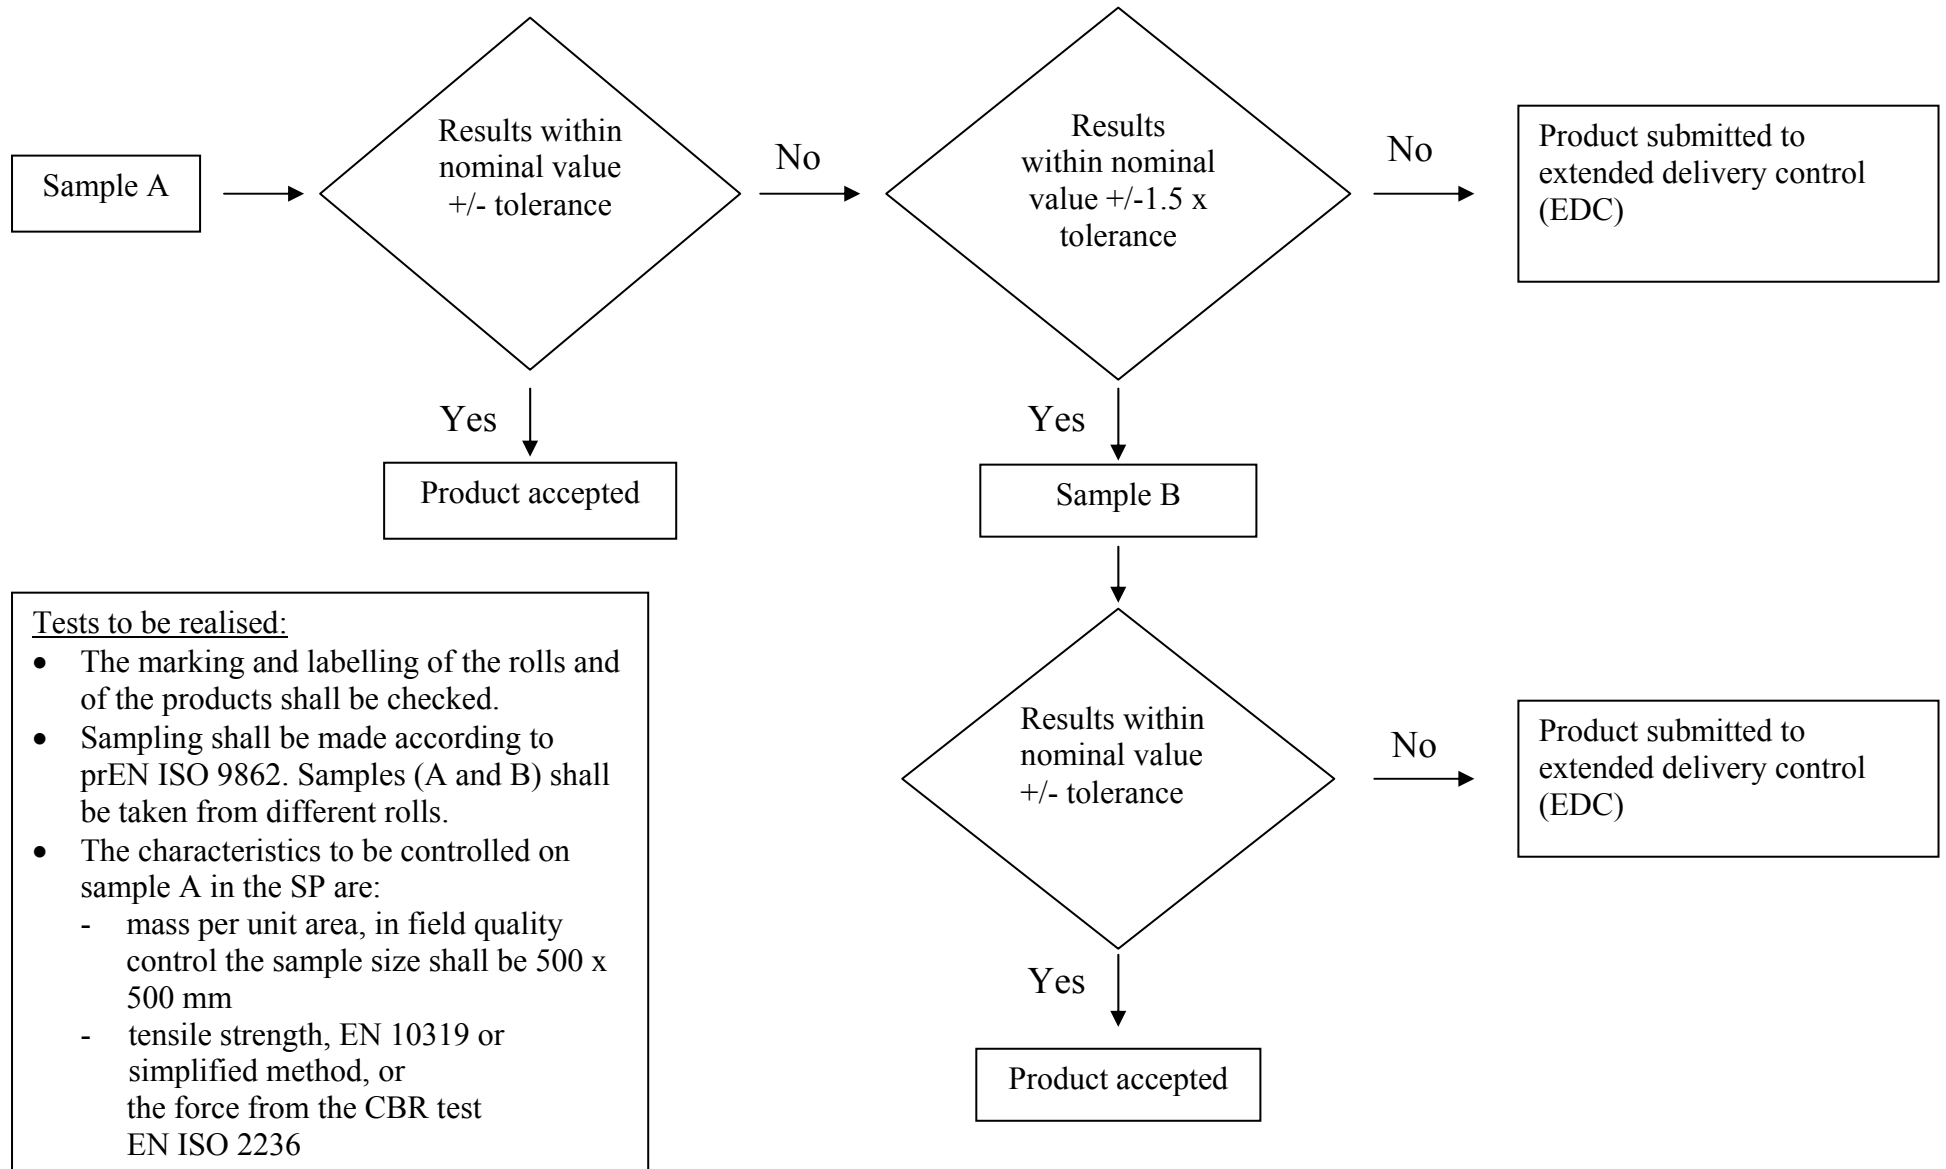 Sample A
Results within
nominal value
+/- tolerance
No
Results
within nominal
value +/-1.5 x
tolerance
No
Product submitted to
extended delivery control
(EDC)
Yes
Product accepted
Yes
Sample B
Results within
nominal value
+/- tolerance
No
Product submitted to
extended delivery control
(EDC)
Yes
Product accepted
Tests to be realised:
• The marking and labelling of the rolls and
of the products shall be checked.
• Sampling shall be made according to
prEN ISO 9862. Samples (A and B) shall
be taken from different rolls.
• The characteristics to be controlled on
sample A in the SP are:
- mass per unit area, in field quality
control the sample size shall be 500 x
500 mm
- tensile strength, EN 10319 or
simplified method, or
the force from the CBR test
EN ISO 2236